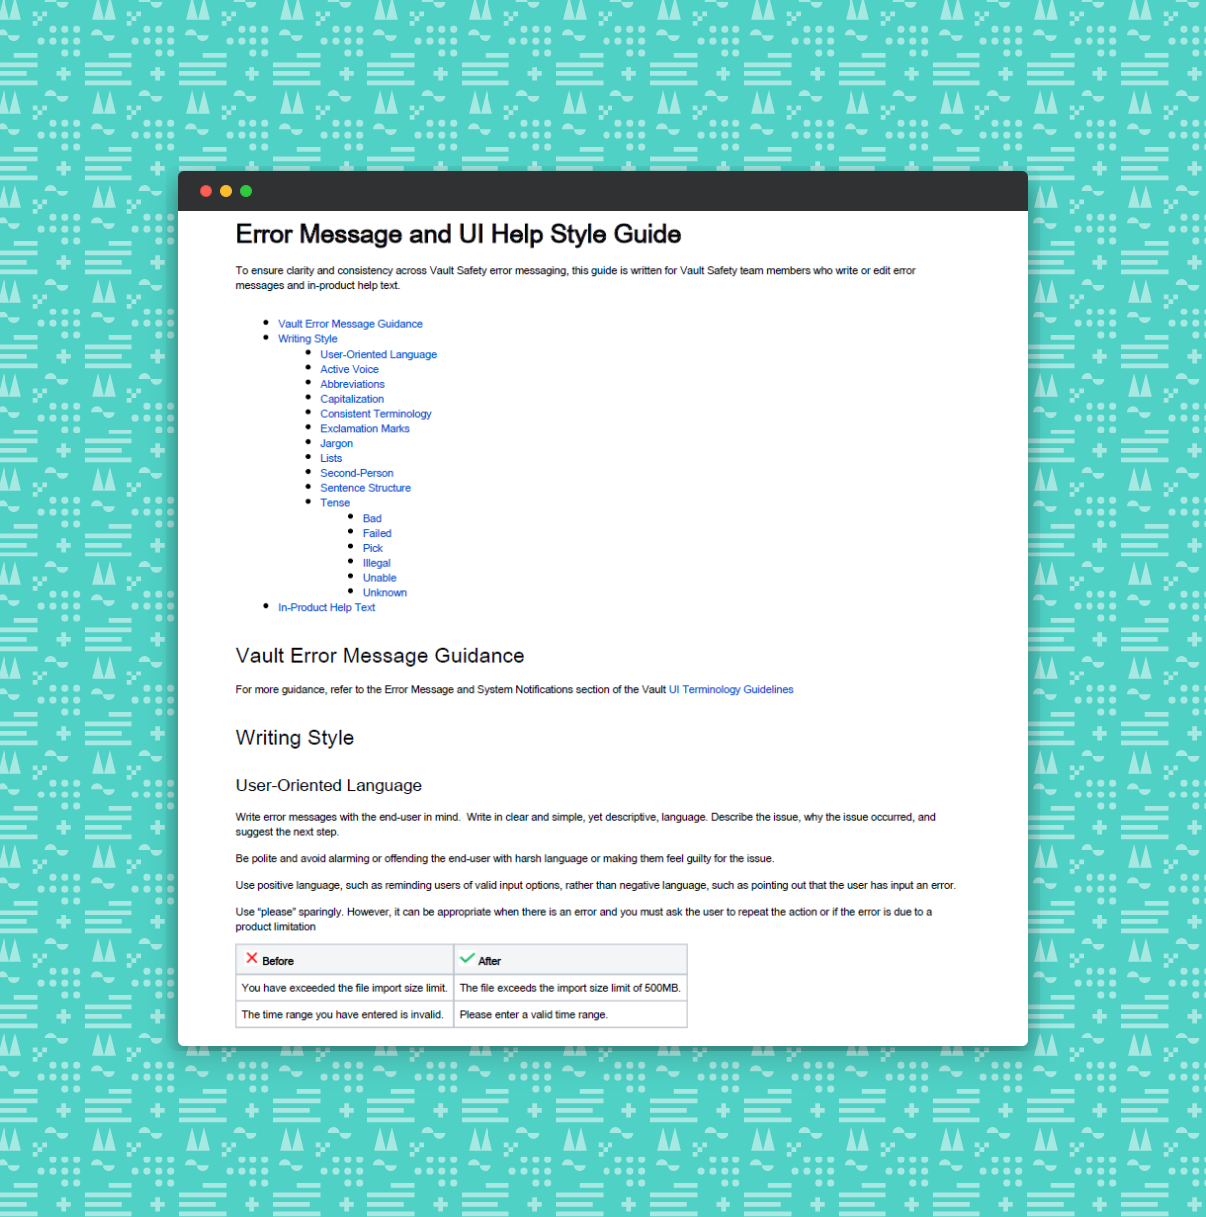 Error Message and UI Help Style Guide
To ensure clarity and consistency across Vault Safety error messaging, this guide is written for Vault Safety team members who write or edit error
messages and in-product help text.
Vault Error Message Guidance
Writing Style
User-Oriented Language
Active Voice
Abbreviations
Capitalization
Consistent Terminology
Exclamation Marks
Jargon
Lists
Second-Person
Sentence Structure
Tense
Bad
Failed
Pick
Illegal
Unable
Unknown
In-Product Help Text
Vault Error Message Guidance
For more guidance, refer to the Error Message and System Notifications section of the Vault UI Terminology Guidelines
Writing Style
User-Oriented Language
Write error messages with the end-user in mind.  Write in clear and simple, yet descriptive, language. Describe the issue, why the issue occurred, and
suggest the next step.
Be polite and avoid alarming or offending the end-user with harsh language or making them feel guilty for the issue.
Use positive language, such as reminding users of valid input options, rather than negative language, such as pointing out that the user has input an error.
Use “please” sparingly. However, it can be appropriate when there is an error and you must ask the user to repeat the action or if the error is due to a
product limitation
Before After
You have exceeded the file import size limit. The file exceeds the import size limit of 500MB.
The time range you have entered is invalid. Please enter a valid time range.